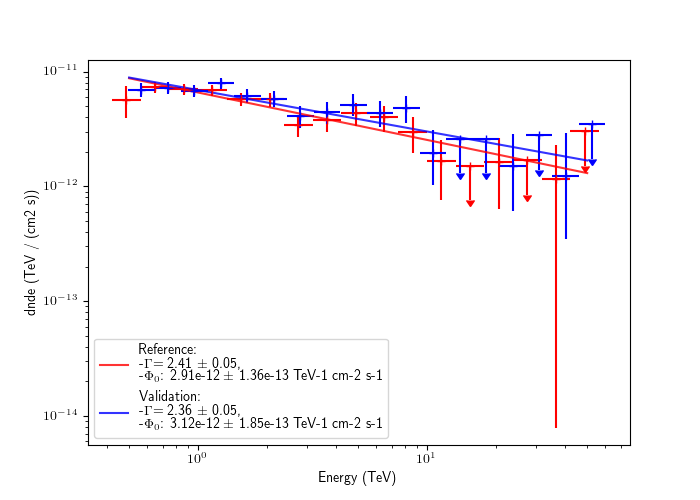 10⁻¹¹
10⁻¹²
10⁻¹³
10⁻¹⁴
dnde (TeV / (cm2 s))
Reference:
-Γ= 2.41 ± 0.05,
-Φ₀: 2.91e-12 ± 1.36e-13 TeV-1 cm-2 s-1
Validation:
-Γ= 2.36 ± 0.05,
-Φ₀: 3.12e-12 ± 1.85e-13 TeV-1 cm-2 s-1
10⁰
10¹
Energy (TeV)